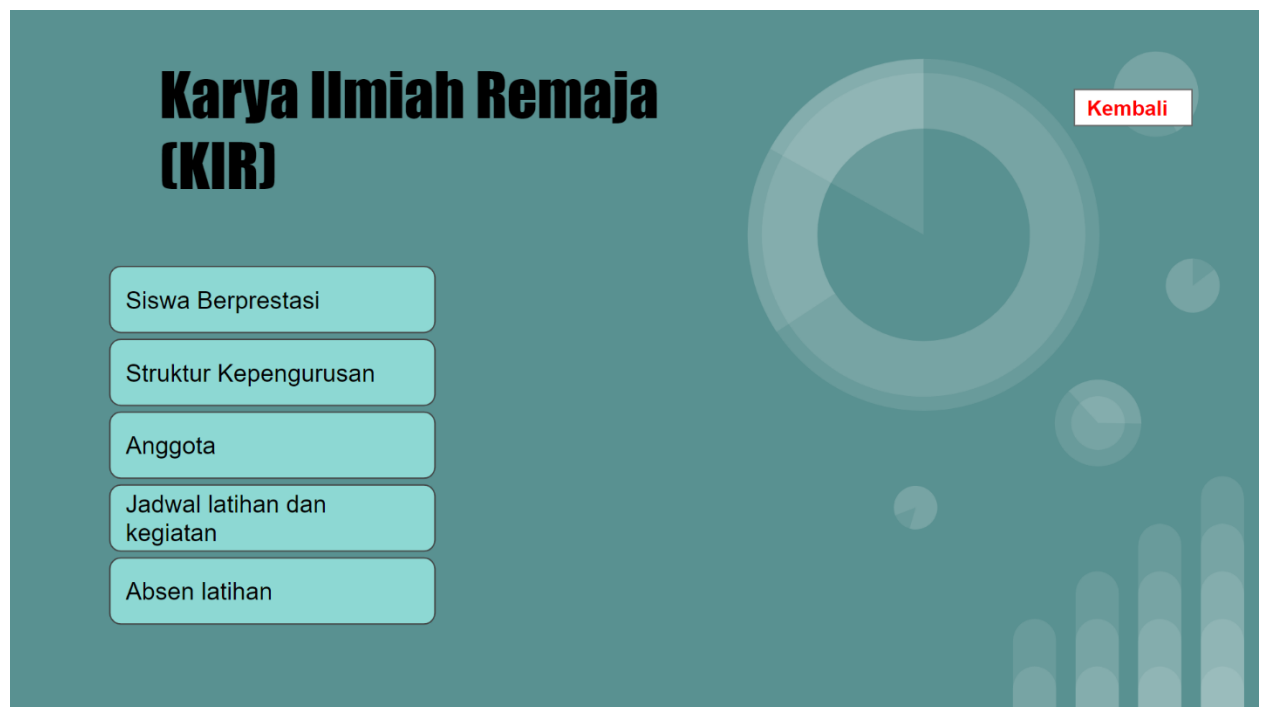 Karya Ilmiah Remaja
(KIR)
Kembali
Siswa Berprestasi
Struktur Kepengurusan
Anggota
Jadwal latihan dan
kegiatan
Absen latihan